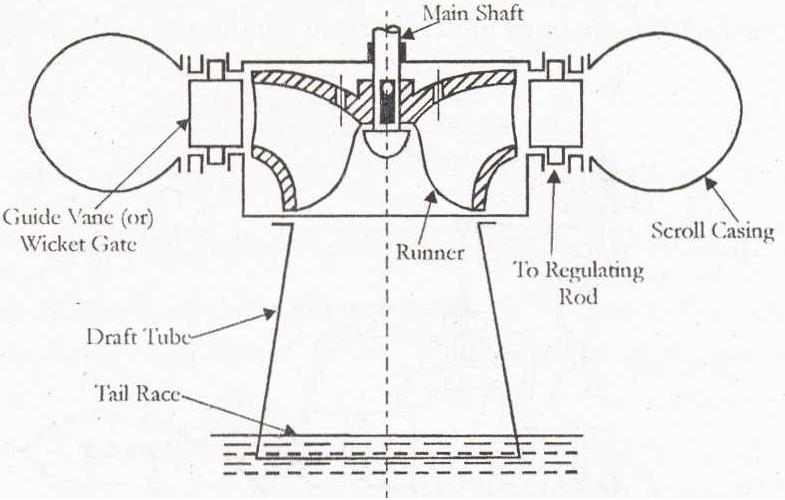 Main Shaft
Guide Vane (or)
Wicket Gate
Runner
Scroll Casing
To Regulating
Rod
Draft Tube
Tail Race